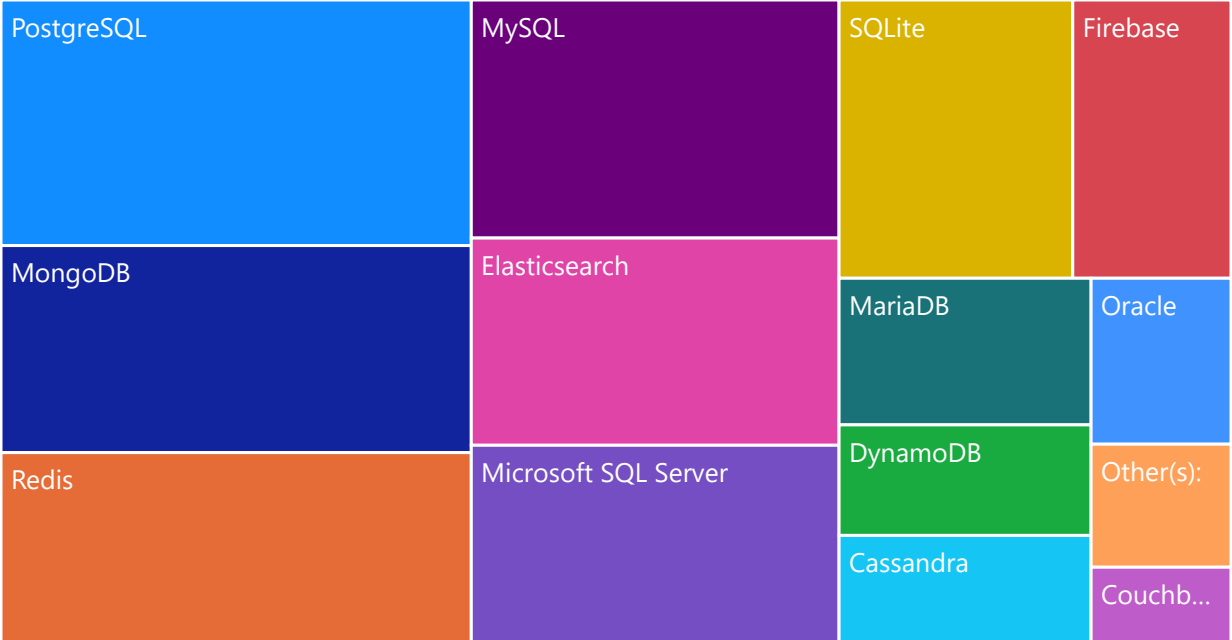 PostgreSQL
MongoDB
Redis
MySQL
Elasticsearch
Microsoft SQL Server
SQLite
Firebase
MariaDB
DynamoDB
Cassandra
Oracle
Other(s):
Couchb...